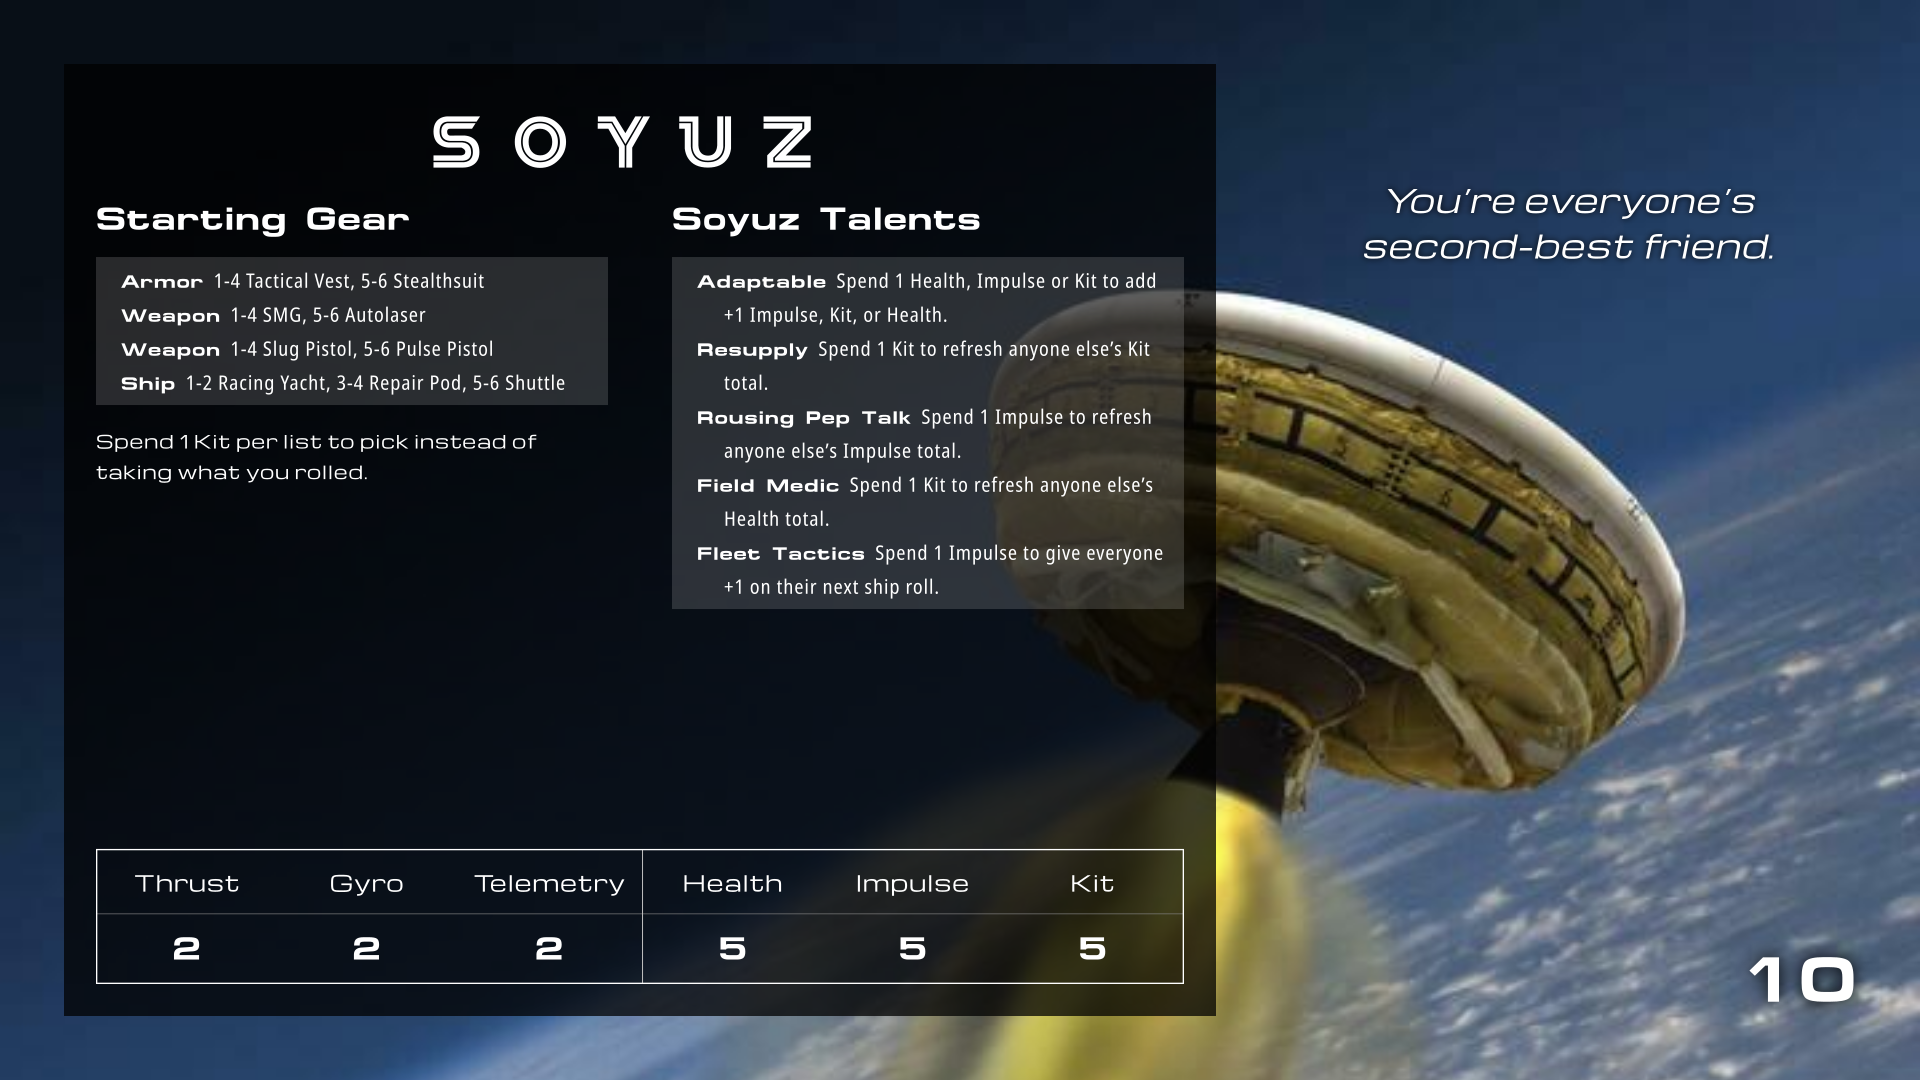 SOYUZ
Starting Gear
Armor 1-4 Tactical Vest, 5-6 Stealthsuit
Weapon 1-4 SMG, 5-6 Autolaser
Weapon 1-4 Slug Pistol, 5-6 Pulse Pistol
Ship 1-2 Racing Yacht, 3-4 Repair Pod, 5-6 Shuttle
Spend 1 Kit per list to pick instead of
taking what you rolled.
Soyuz Talents
Adaptable Spend 1 Health, Impulse or Kit to add
+1 Impulse, Kit, or Health.
Resupply Spend 1 Kit to refresh anyone else’s Kit
total.
Rousing Pep Talk Spend 1 Impulse to refresh
anyone else’s Impulse total.
Field Medic Spend 1 Kit to refresh anyone else’s
Health total.
Fleet Tactics Spend 1 Impulse to give everyone
+1 on their next ship roll.
Thrust Gyro Telemetry Health Impulse Kit
2 2 2 5 5 5
You’re everyone’s
second-best friend.
10